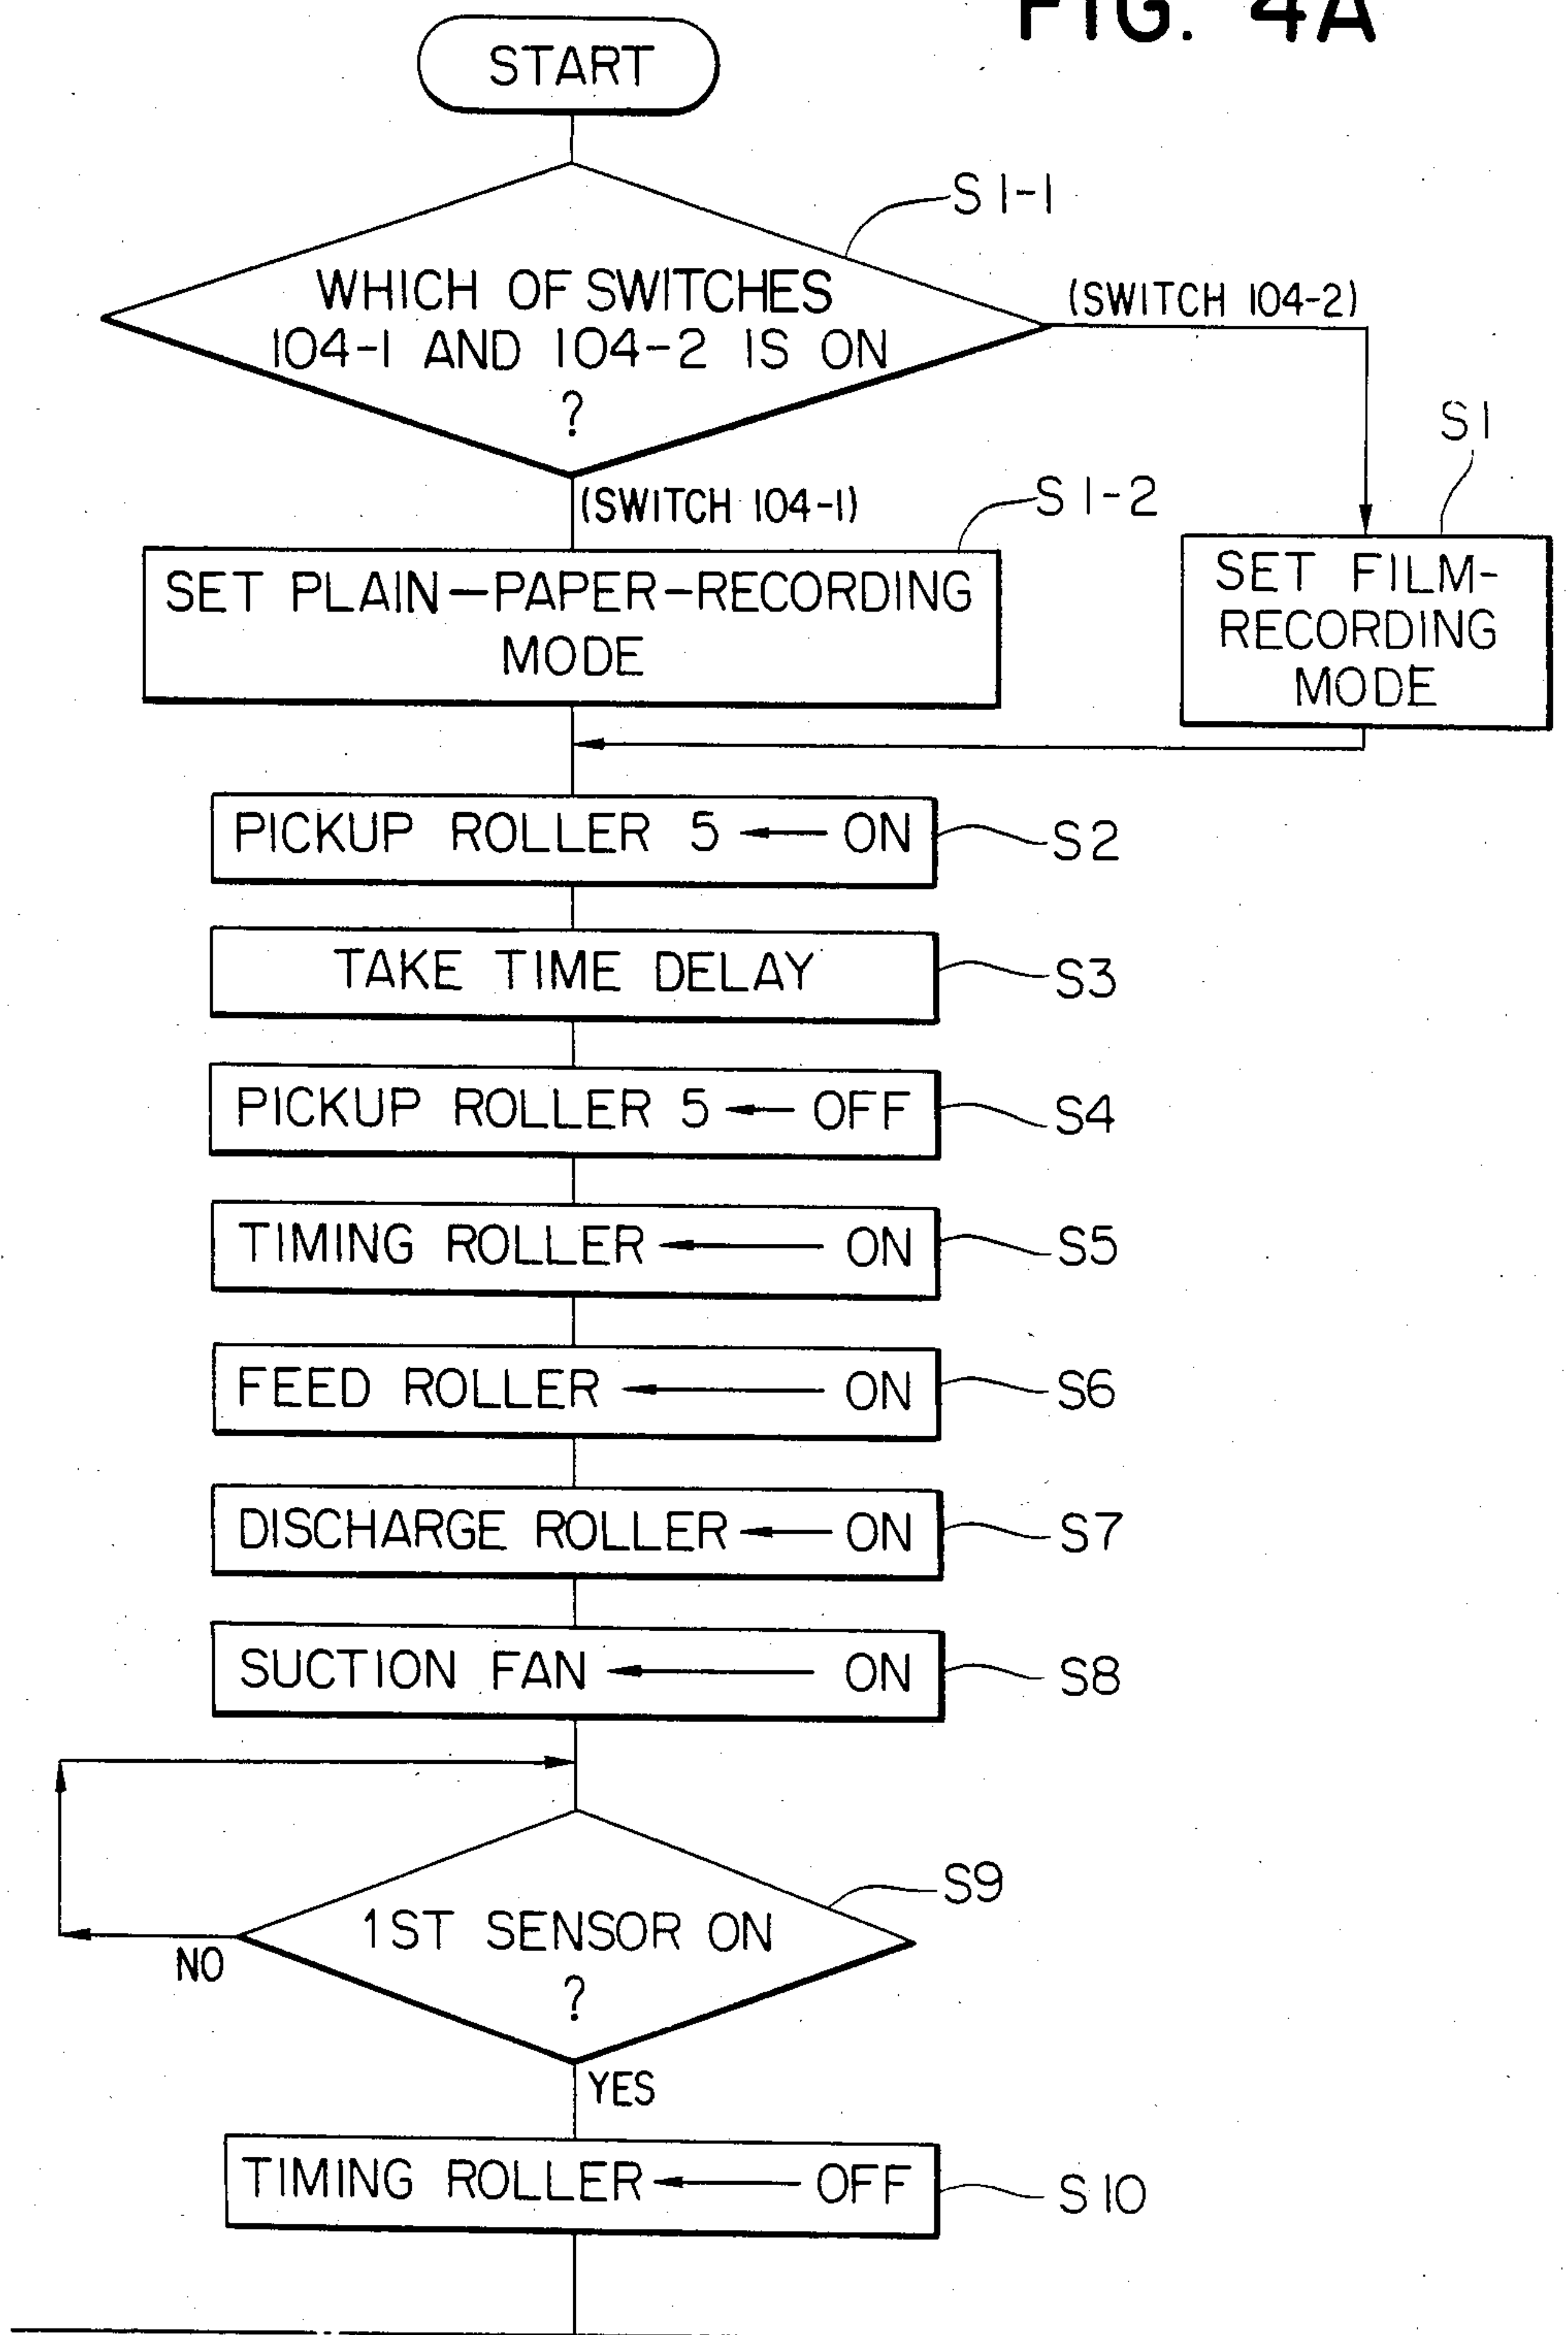 FIG. 4A
START
S1-1
WHICH OF SWITCHES
104-1 AND 104-2 IS ON
?
(SWITCH 104-2)
S1
(SWITCH 104-1)
S1-2
SET PLAIN-PAPER-RECORDING
MODE
SET FILM-
RECORDING
MODE
PICKUP ROLLER 5 ← ON
S2
TAKE TIME DELAY
S3
PICKUP ROLLER 5 ← OFF
S4
TIMING ROLLER ← ON
S5
FEED ROLLER ← ON
S6
DISCHARGE ROLLER ← ON
S7
SUCTION FAN ← ON
S8
S9
1ST SENSOR ON
?
NO
YES
TIMING ROLLER ← OFF
S10